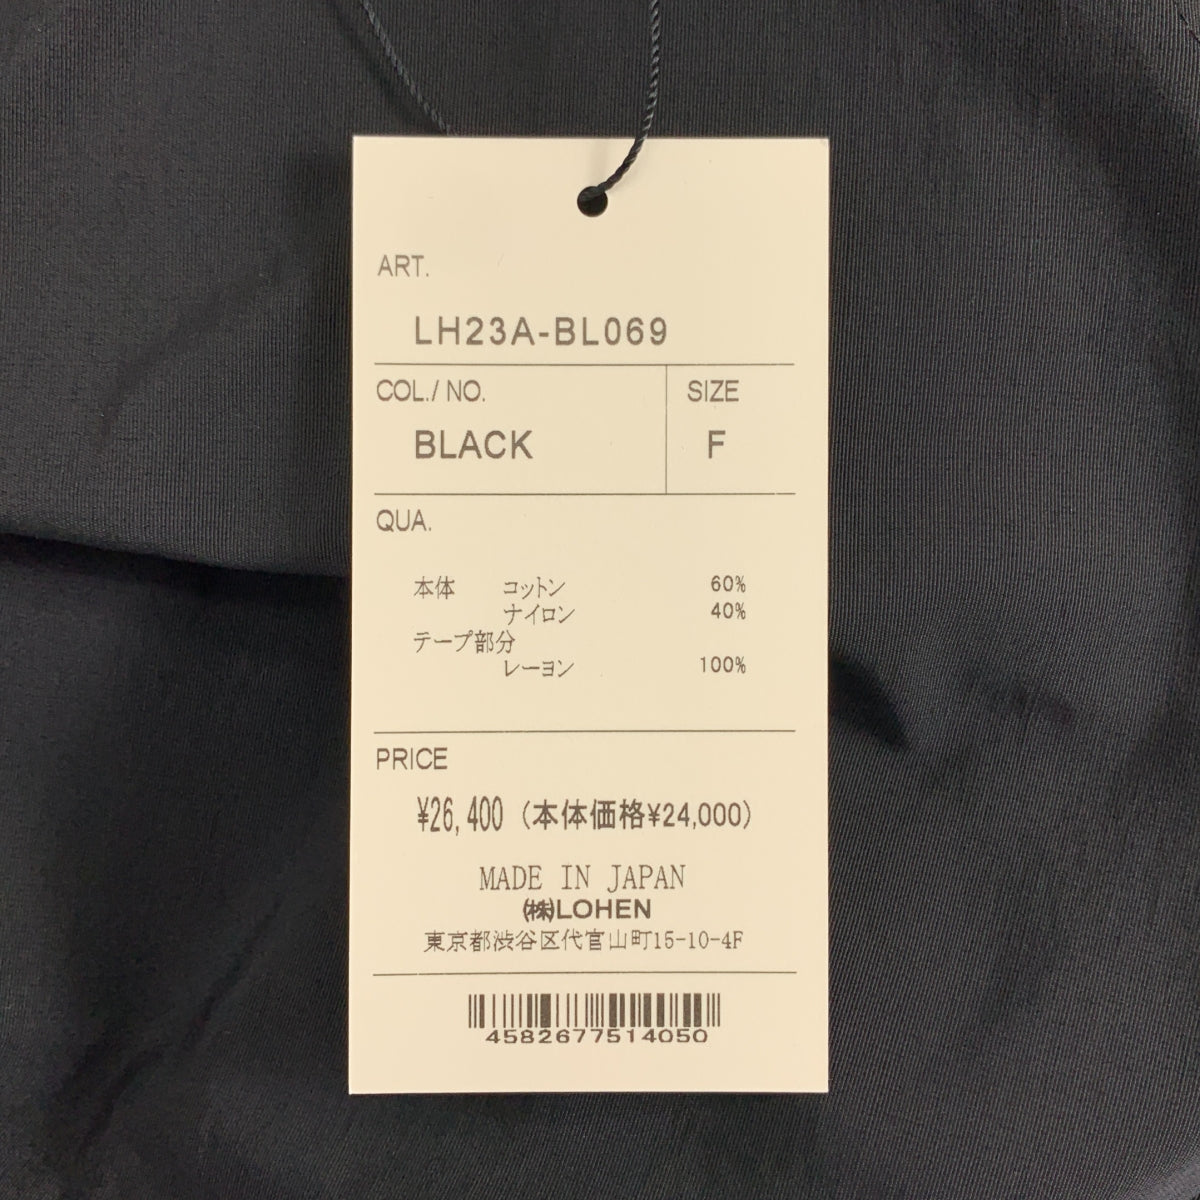 ART.
LH23A-BL069
COL./ NO. SIZE
BLACK F
QUA.
本体 コットン 60%
ナイロン 40%
テープ部分
レーヨン 100%
PRICE
¥26,400 (本体価格¥24,000)
MADE IN JAPAN
(株)LOHEN
東京都渋谷区代官山町15-10-4F
4582677514050